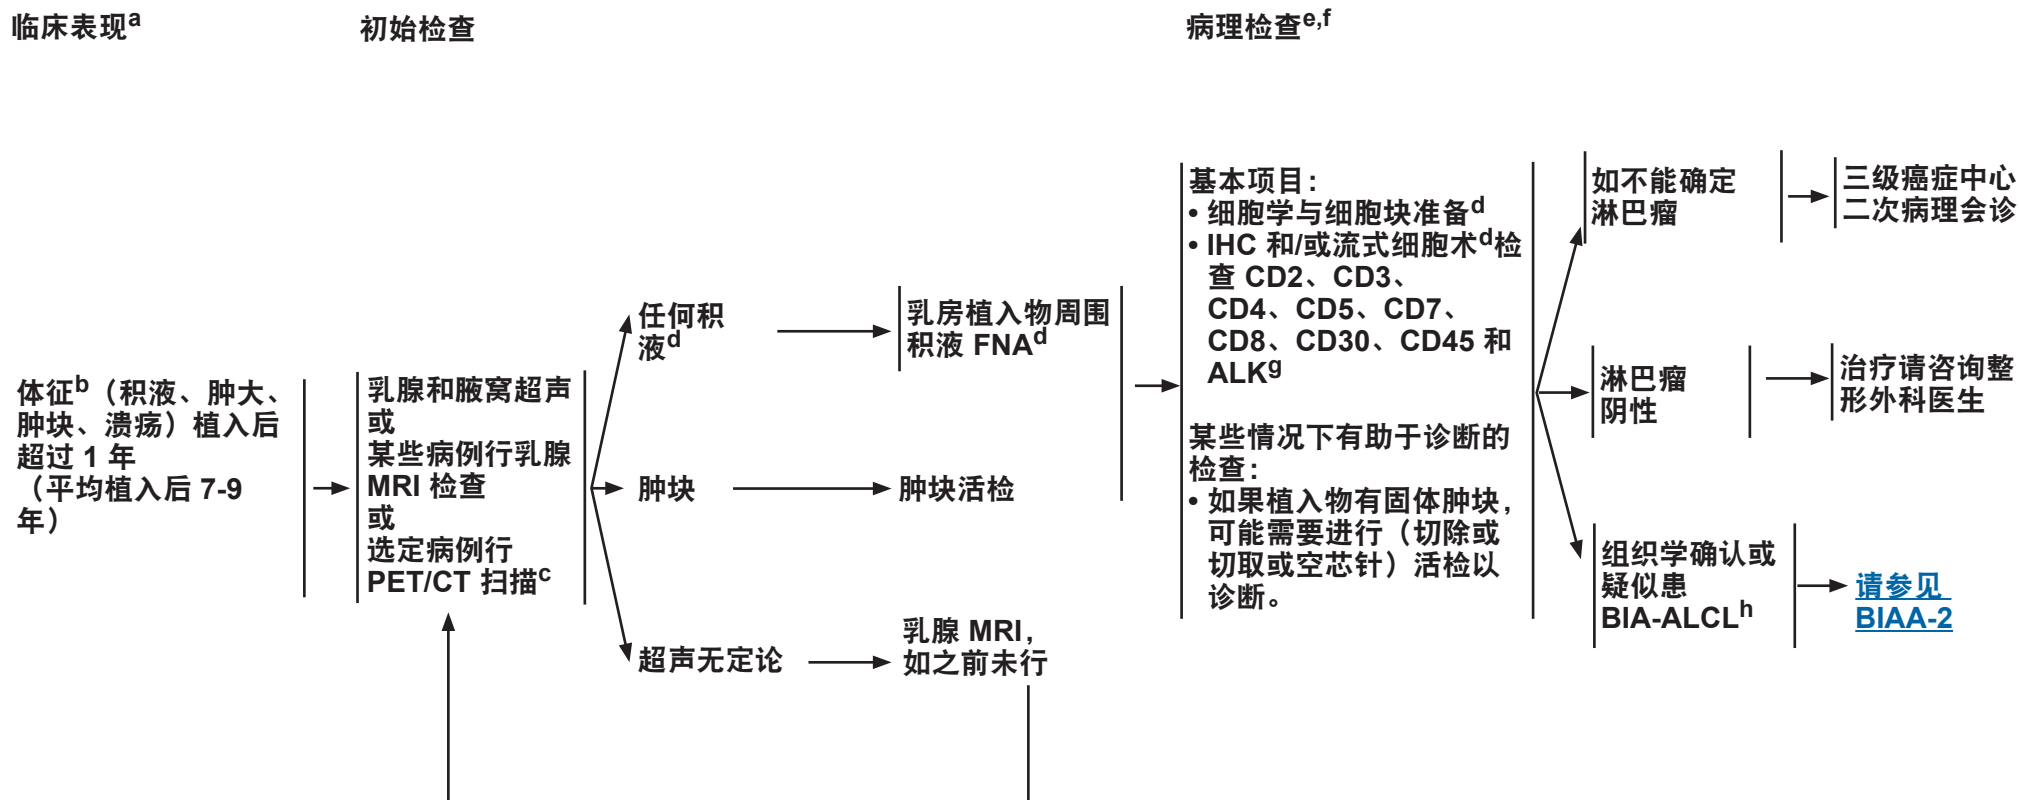 临床表现a
初始检查
病理检查e,f
体征b（积液、肿大、
肿块、溃疡）植入后
超过 1 年
（平均植入后 7-9
年）
乳腺和腋窝超声
或
某些病例行乳腺
MRI 检查
或
选定病例行
PET/CT 扫描c
任何积
液d
肿块
超声无定论
乳房植入物周围
积液 FNAd
肿块活检
乳腺 MRI，
如之前未行
基本项目：
• 细胞学与细胞块准备d
• IHC 和/或流式细胞术d检
查 CD2、CD3、
CD4、CD5、CD7、
CD8、CD30、CD45 和
ALKg
某些情况下有助于诊断的
检查：
• 如果植入物有固体肿块，
可能需要进行（切除或
切取或空芯针）活检以
诊断。
如不能确定
淋巴瘤
三级癌症中心
二次病理会诊
淋巴瘤
阴性
治疗请咨询整
形外科医生
组织学确认或
疑似患
BIA-ALCLh
请参见
BIAA-2